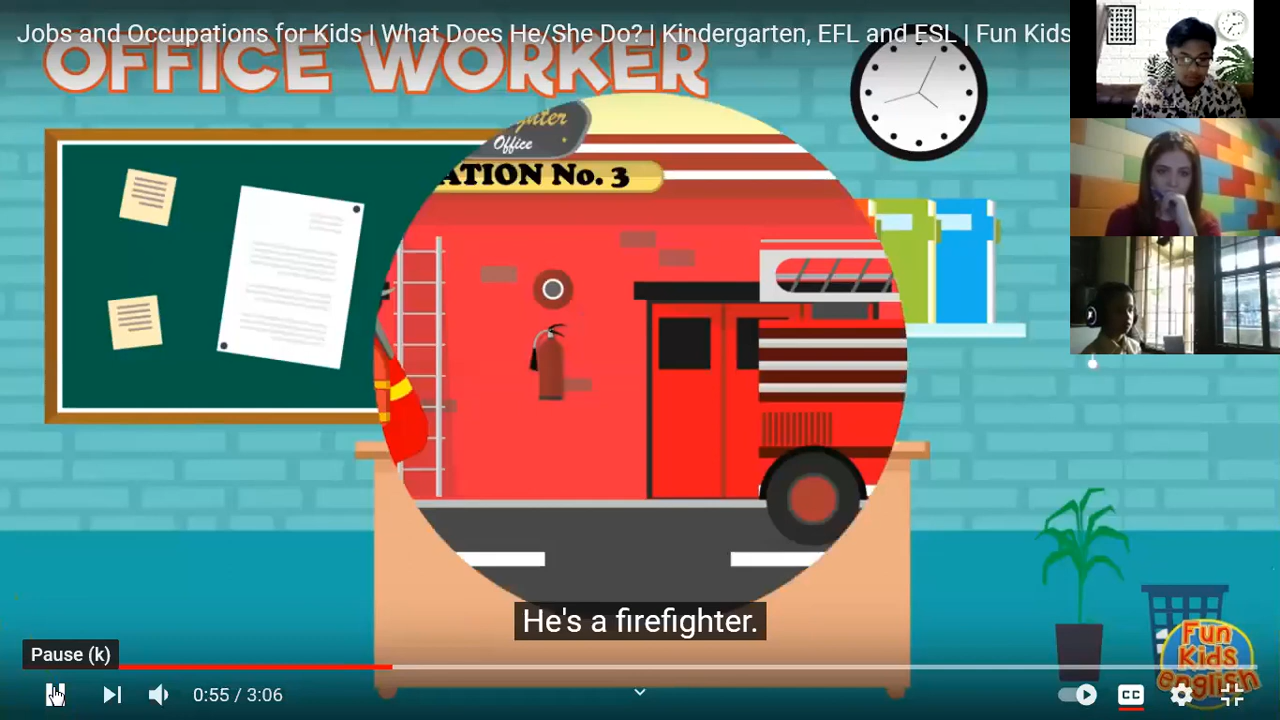 Jobs and Occupations for Kids | What Does He/She Do? | Kindergarten, EFL and ESL | Fun Kids
OFFICE WORKER
Office
ATION No. 3
He's a firefighter.
Pause (k)
0:55 / 3:06
CC
Fun
Kids
english